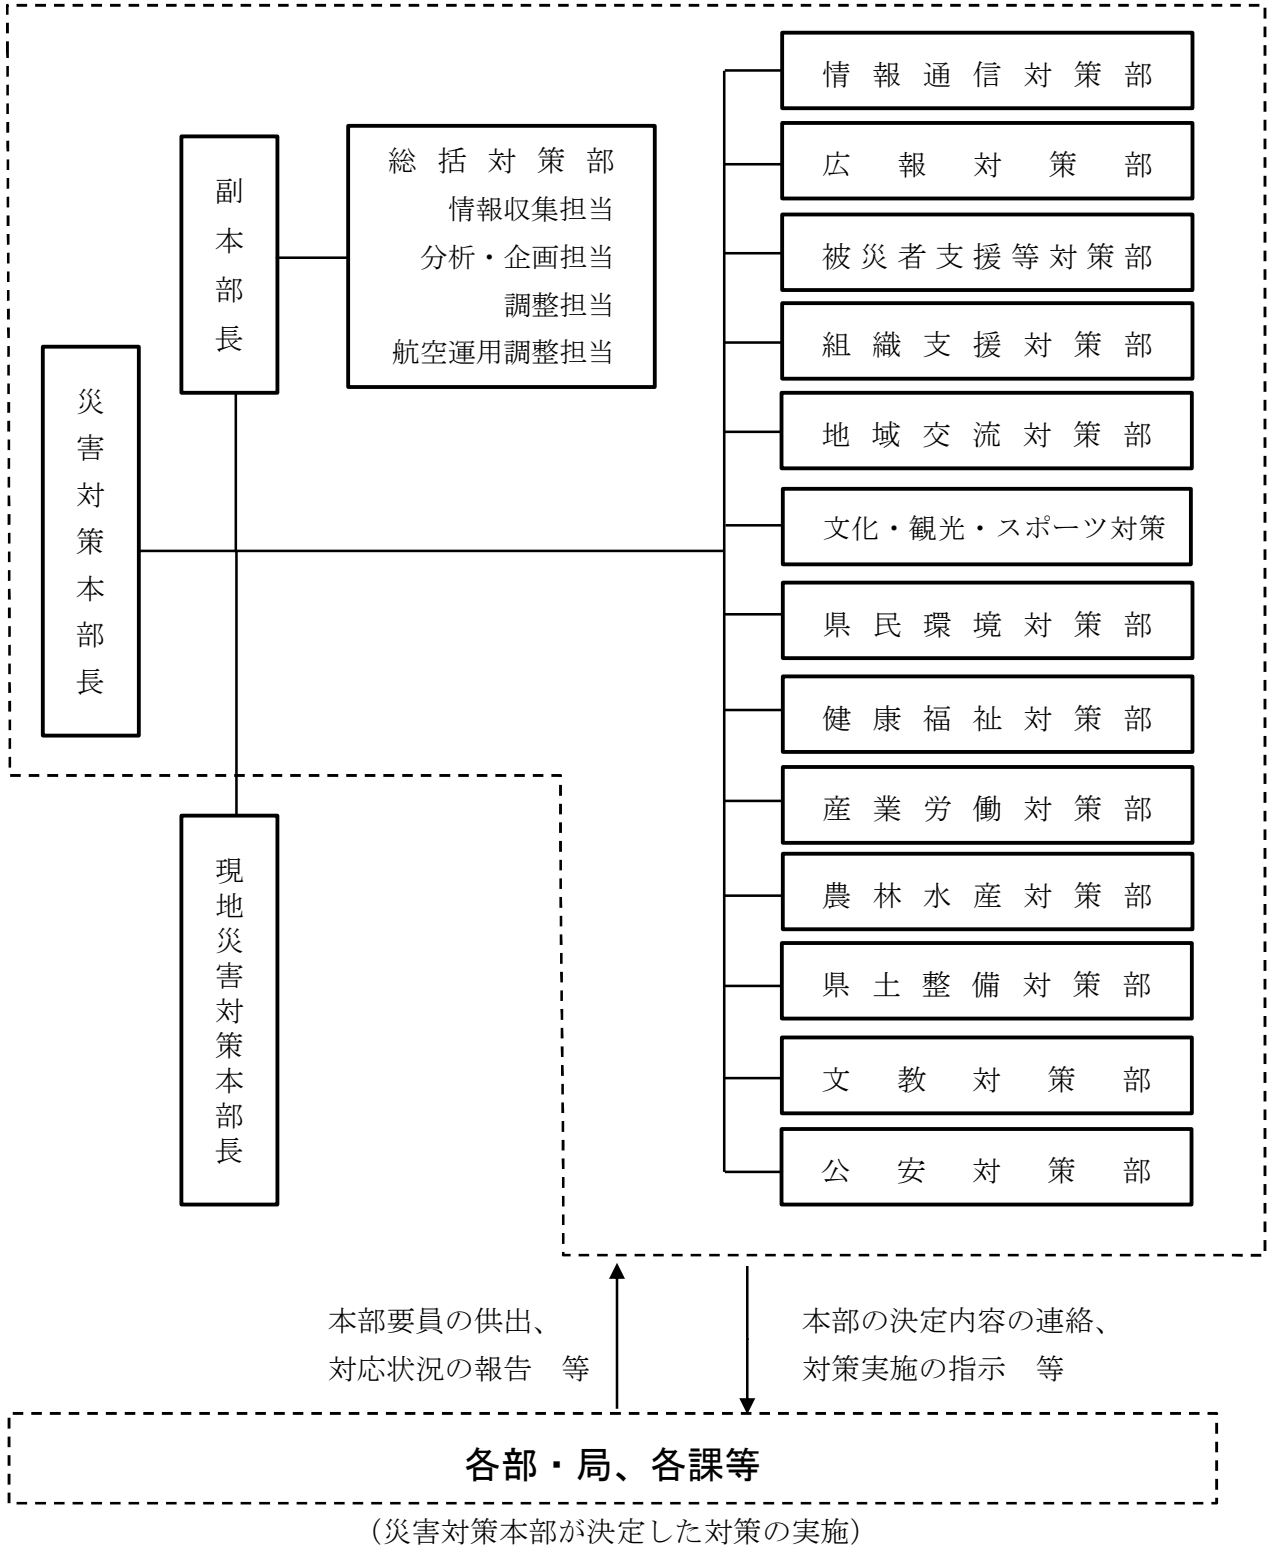 災害対策本部長
副本部長
総括対策部
情報収集担当
分析・企画担当
調整担当
航空運用調整担当
現地災害対策本部長
情報通信対策部
広報対策部
被災者支援等対策部
組織支援対策部
地域交流対策部
文化・観光・スポーツ対策
県民環境対策部
健康福祉対策部
産業労働対策部
農林水産対策部
県土整備対策部
文教対策部
公安対策部
本部要員の供出、
対応状況の報告　等
本部の決定内容の連絡、
対策実施の指示　等
各部・局、各課等
（災害対策本部が決定した対策の実施）